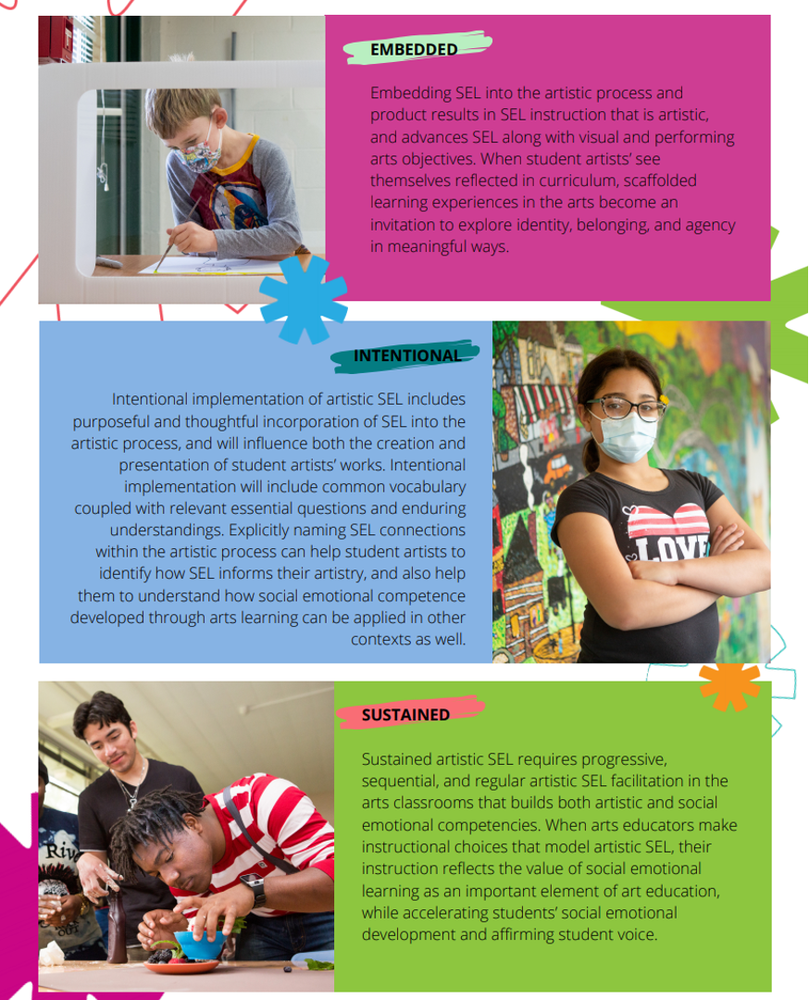 EMBEDDED
Embedding SEL into the artistic process and
product results in SEL instruction that is artistic,
and advances SEL along with visual and performing
arts objectives. When student artists’ see
themselves reflected in curriculum, scaffolded
learning experiences in the arts become an
invitation to explore identity, belonging, and agency
in meaningful ways.
INTENTIONAL
Intentional implementation of artistic SEL includes
purposeful and thoughtful incorporation of SEL into the
artistic process, and will influence both the creation and
presentation of student artists’ works. Intentional
implementation will include common vocabulary
coupled with relevant essential questions and enduring
understandings. Explicitly naming SEL connections
within the artistic process can help student artists to
identify how SEL informs their artistry, and also help
them to understand how social emotional competence
developed through arts learning can be applied in other
contexts as well.
LOVE
SUSTAINED
Sustained artistic SEL requires progressive,
sequential, and regular artistic SEL facilitation in the
arts classrooms that builds both artistic and social
emotional competencies. When arts educators make
instructional choices that model artistic SEL, their
instruction reflects the value of social emotional
learning as an important element of art education,
while accelerating students’ social emotional
development and affirming student voice.
Riv